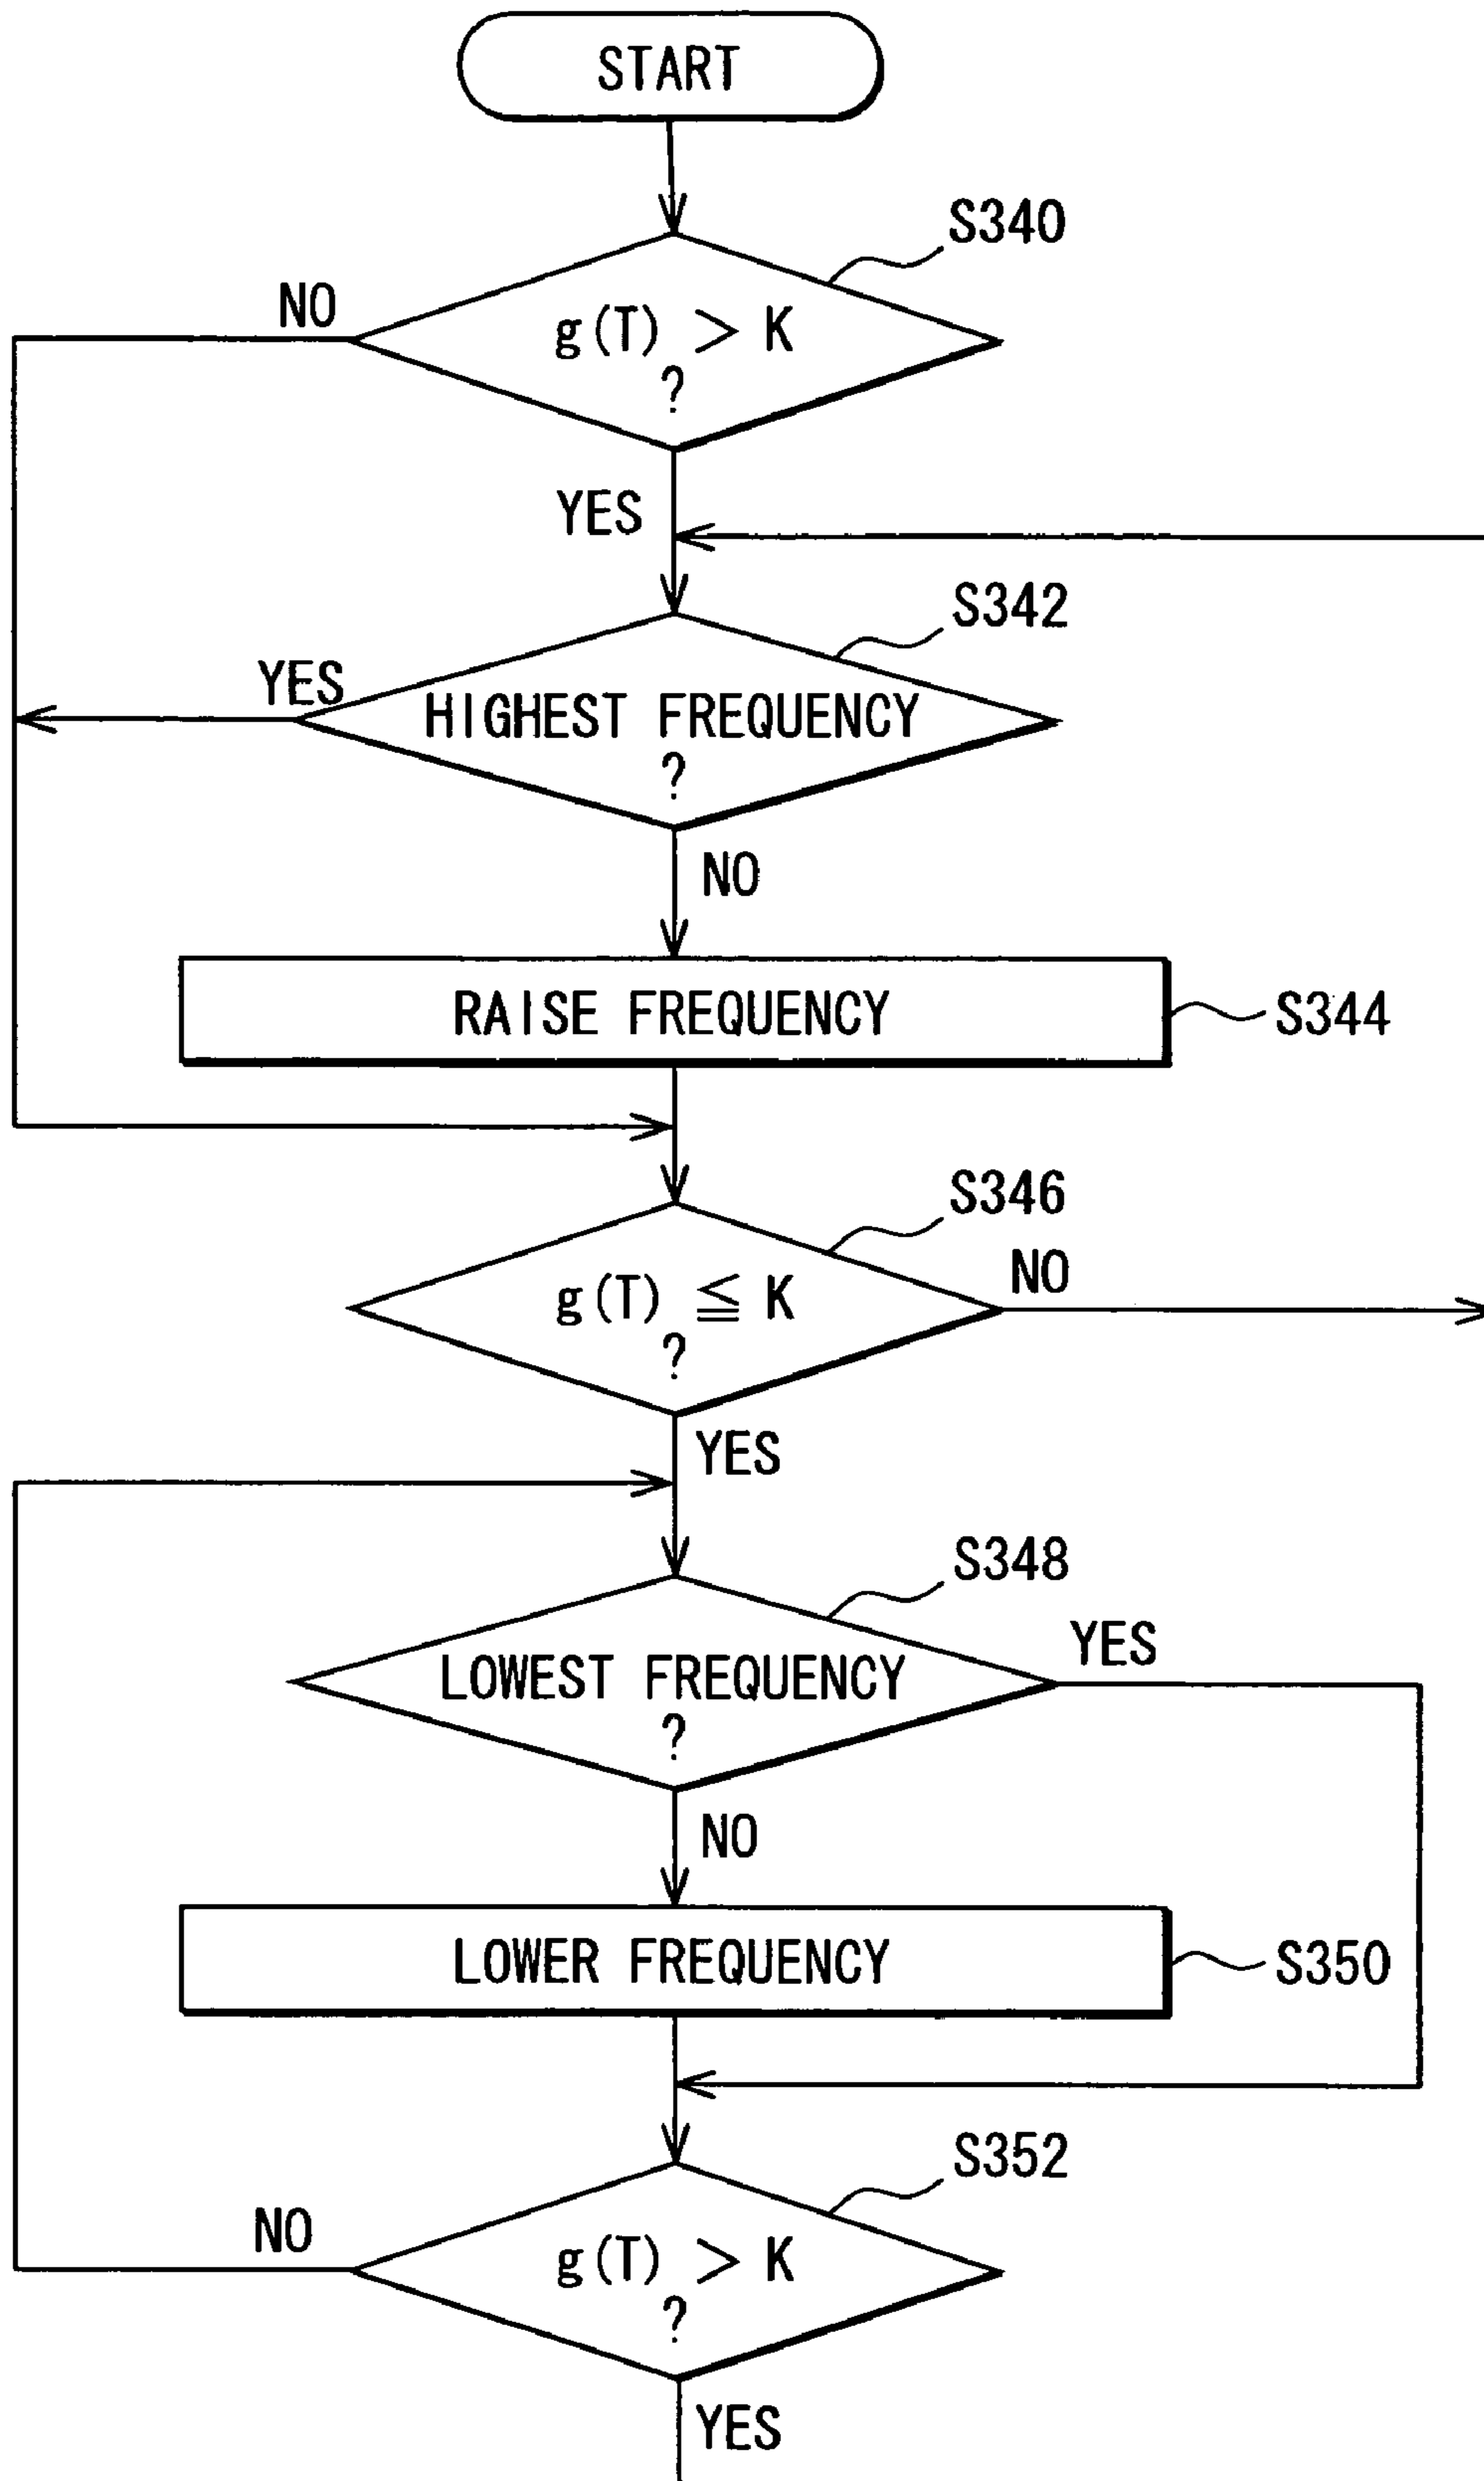 START
S340
NO
g(T) > K
?
YES
S342
YES
HIGHEST FREQUENCY
?
NO
RAISE FREQUENCY
S344
S346
NO
g(T) ≦ K
?
YES
S348
YES
LOWEST FREQUENCY
?
NO
LOWER FREQUENCY
S350
S352
NO
g(T) > K
?
YES